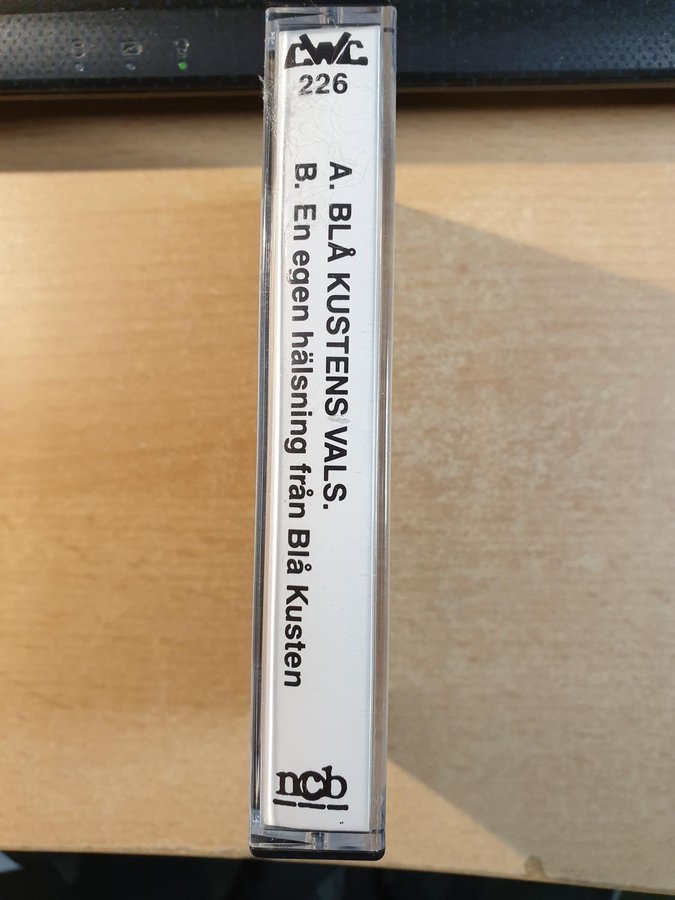 CWC
226
A. BLÅ KUSTENS VALS.
B. En egen hälsning från Blå Kusten
ncb